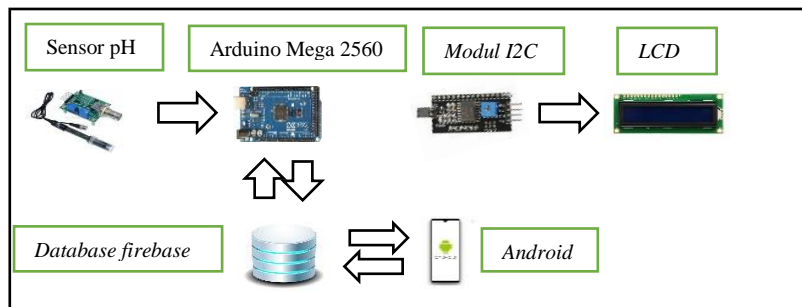 Sensor pH
Arduino Mega 2560
Modul I2C
LCD
Database firebase
Android